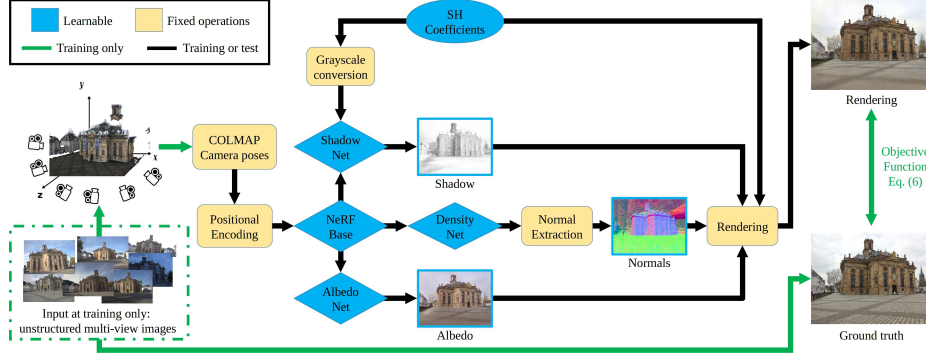 Learnable
Fixed operations
Training only
Training or test
SH
Coefficients
Grayscale
conversion
y
x
z
COLMAP
Camera poses
Shadow
Net
Shadow
Rendering
Objective
Function
Eq. (6)
Positional
Encoding
NeRF
Base
Density
Net
Normal
Extraction
Normals
Rendering
Input at training only:
unstructured multi-view images
Albedo
Net
Albedo
Ground truth